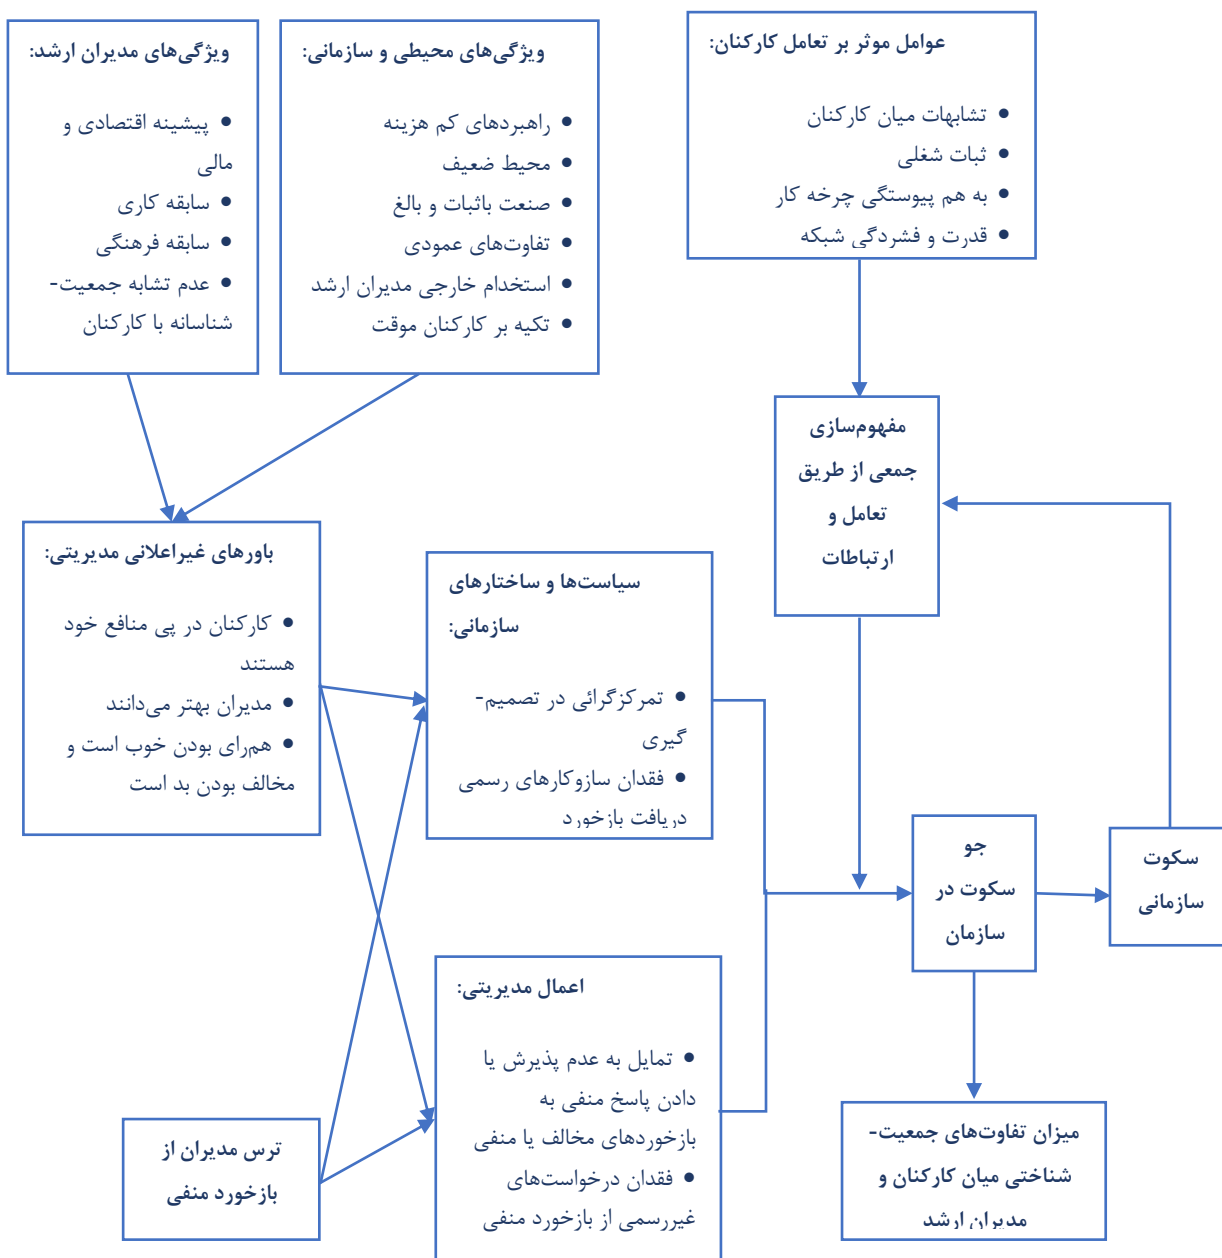 عوامل موثر بر تعامل کارکنان:
• تشابهات میان کارکنان
• ثبات شغلی
• به هم پیوستگی چرخه کار
• قدرت و فشردگی شبکه
ویژگی‌های محیطی و سازمانی:
• راهبردهای کم هزینه
• محیط ضعیف
• صنعت باثبات و بالغ
• تفاوت‌های عمودی
• استخدام خارجی مدیران ارشد
• تکیه بر کارکنان موقت
ویژگی‌های مدیران ارشد:
• پیشینه اقتصادی و
مالی
• سابقه کاری
• سابقه فرهنگی
• عدم تشابه جمعیت-
شناسانه با کارکنان
مفهوم‌سازی
جمعی از طریق
تعامل و
ارتباطات
باورهای غیراعلانی مدیریتی:
• کارکنان در پی منافع خود
هستند
• مدیران بهتر می‌دانند
• هم‌رای بودن خوب است و
مخالف بودن بد است
سیاست‌ها و ساختارهای
سازمانی:
• تمرکزگرائی در تصمیم-
گیری
• فقدان سازوکارهای رسمی
دریافت بازخورد
جو
سکوت در
سازمان
سکوت
سازمانی
اعمال مدیریتی:
• تمایل به عدم پذیرش یا
دادن پاسخ منفی به
بازخوردهای مخالف یا منفی
• فقدان درخواست‌های
غیررسمی از بازخورد منفی
ترس مدیران از
بازخورد منفی
میزان تفاوت‌های جمعیت-
شناختی میان کارکنان و
مدیران ارشد